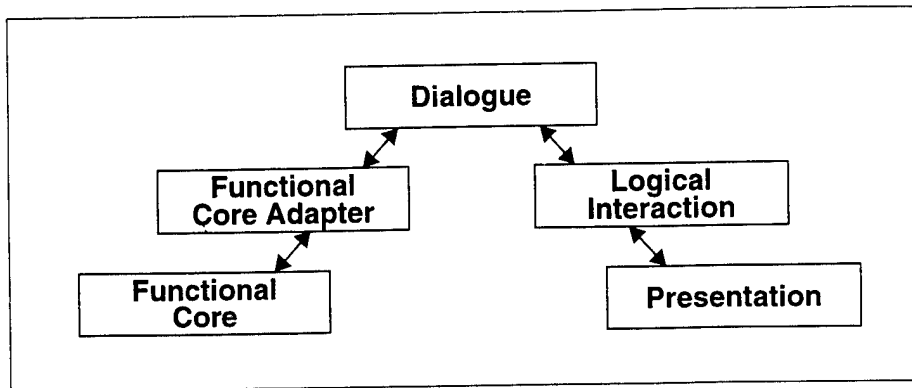 Dialogue
Functional
Core Adapter
Logical
Interaction
Functional
Core
Presentation